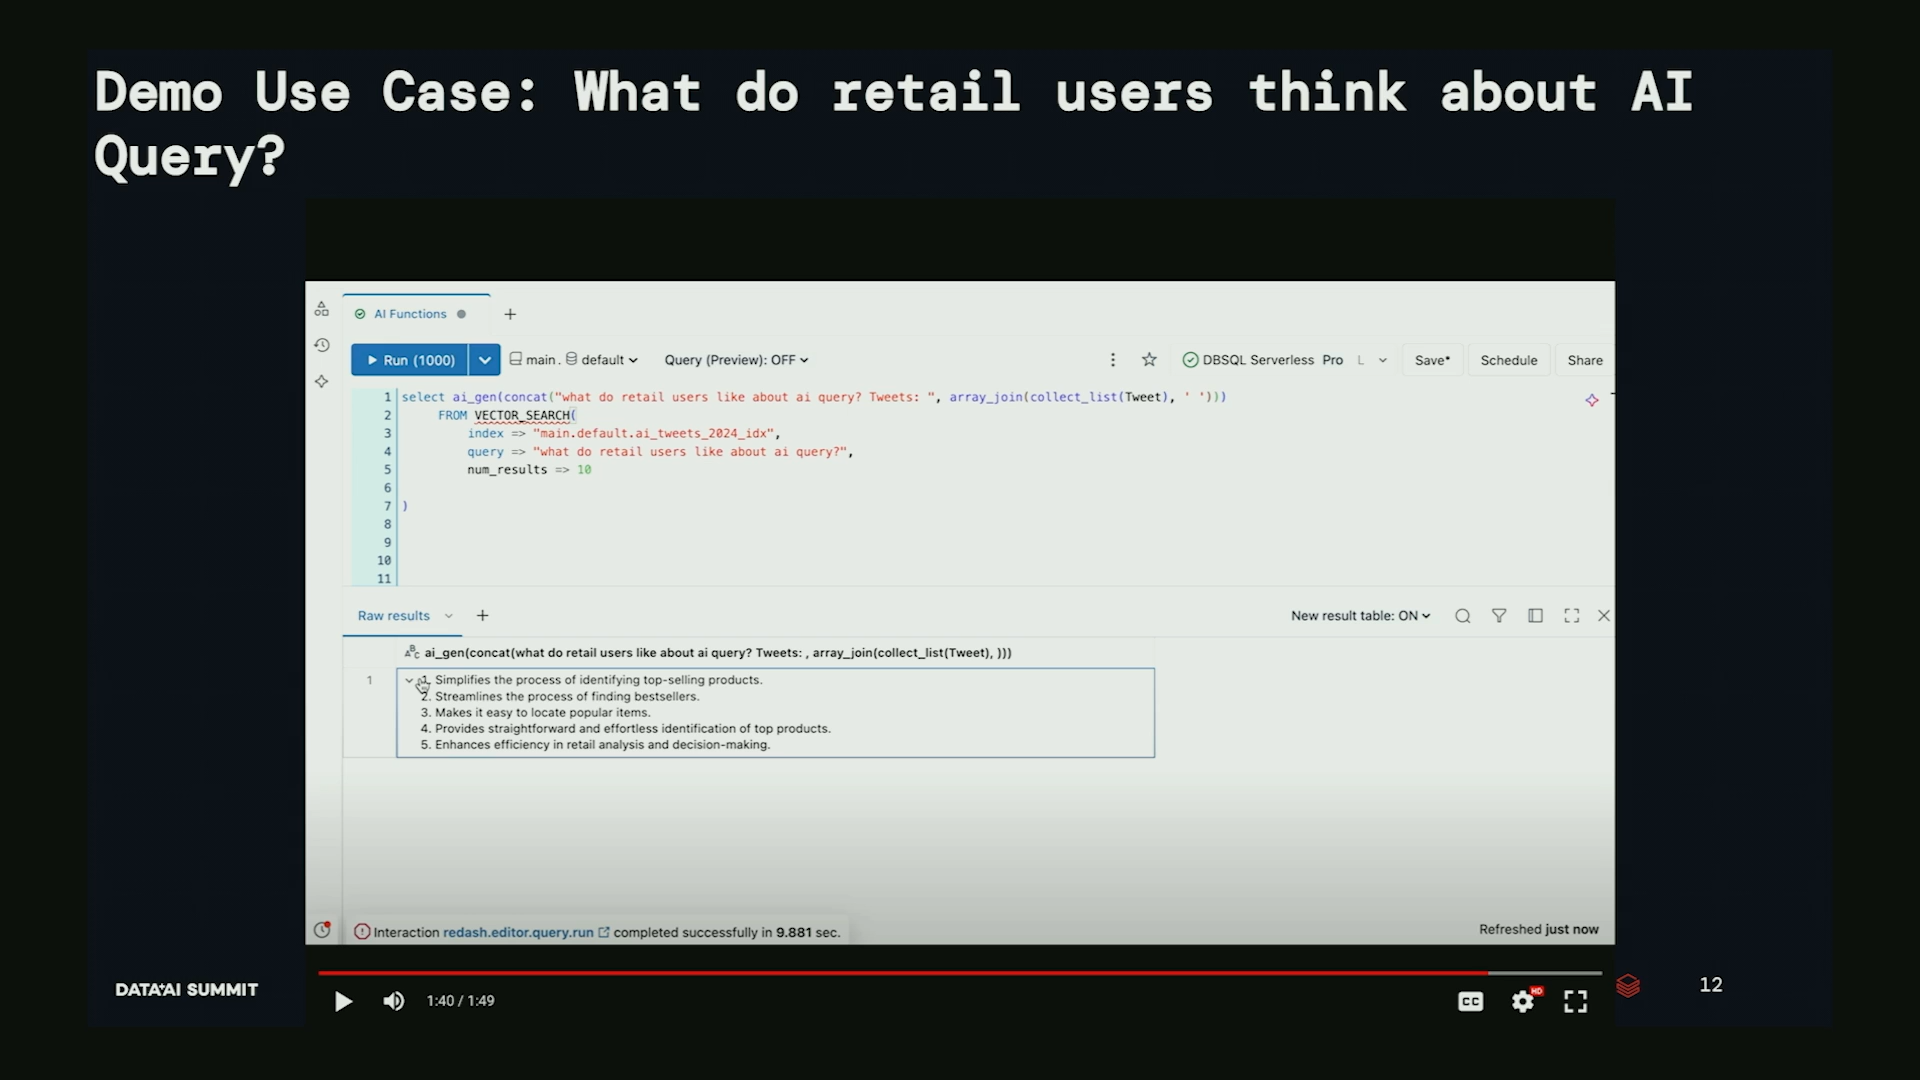 Demo Use Case: What do retail users think about AI
Query?
AI Functions
Run (1000)
main.
default
Query (Preview): OFF
DBSQL Serverless Pro L
Save*
Schedule
Share
1 select ai_gen(concat("what do retail users like about ai query? Tweets: ", array_join(collect_list(Tweet), ' ')))
2 FROM VECTOR_SEARCH(
3 index => "main.default.ai_tweets_2024_idx",
4 query => "what do retail users like about ai query?",
5 num_results => 10
6
7 )
8
9
10
11
Raw results
New result table: ON
ai_gen(concat(what do retail users like about ai query? Tweets: , array_join(collect_list(Tweet), )))
1
1. Simplifies the process of identifying top-selling products.
2. Streamlines the process of finding bestsellers.
3. Makes it easy to locate popular items.
4. Provides straightforward and effortless identification of top products.
5. Enhances efficiency in retail analysis and decision-making.
Interaction redash.editor.query.run completed successfully in 9.881 sec.
Refreshed just now
DATA+AI SUMMIT
12
1:40 / 1:49
CC
HD